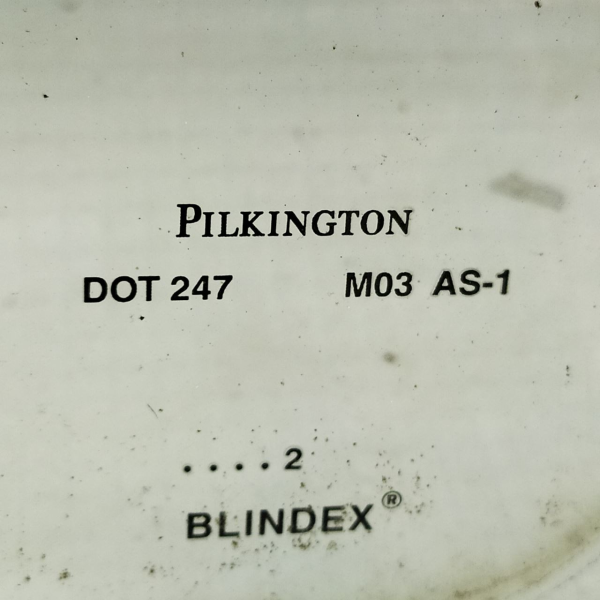 PILKINGTON
DOT 247 M03 AS-1
....2
BLINDEX®